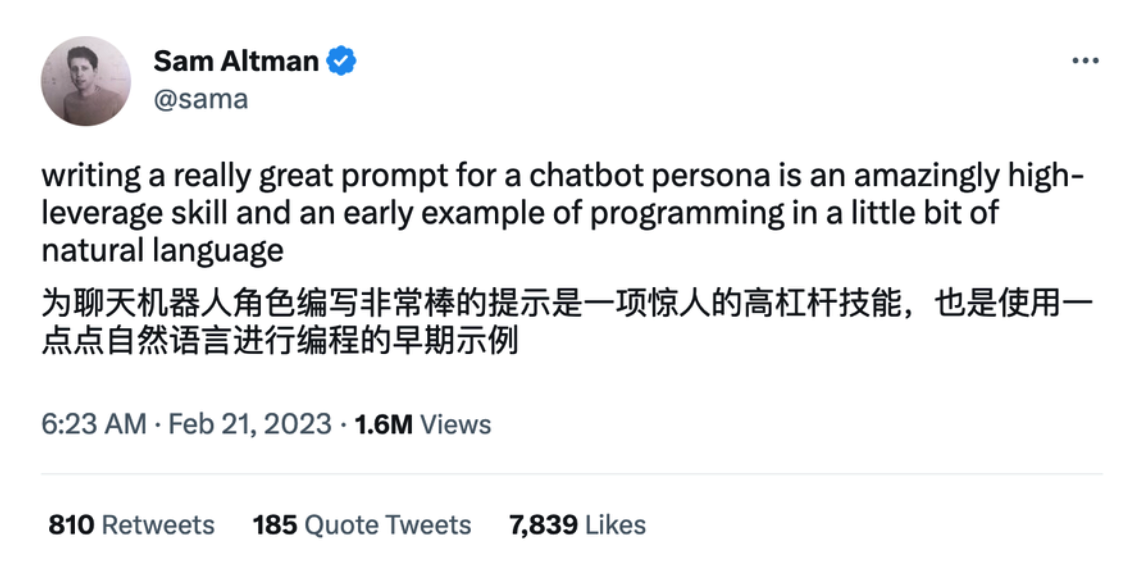 Sam Altman
@sama
writing a really great prompt for a chatbot persona is an amazingly high-
leverage skill and an early example of programming in a little bit of
natural language
为聊天机器人角色编写非常棒的提示是一项惊人的高杠杆技能，也是使用一
点点自然语言进行编程的早期示例
6:23 AM · Feb 21, 2023 · 1.6M Views
810 Retweets 185 Quote Tweets 7,839 Likes